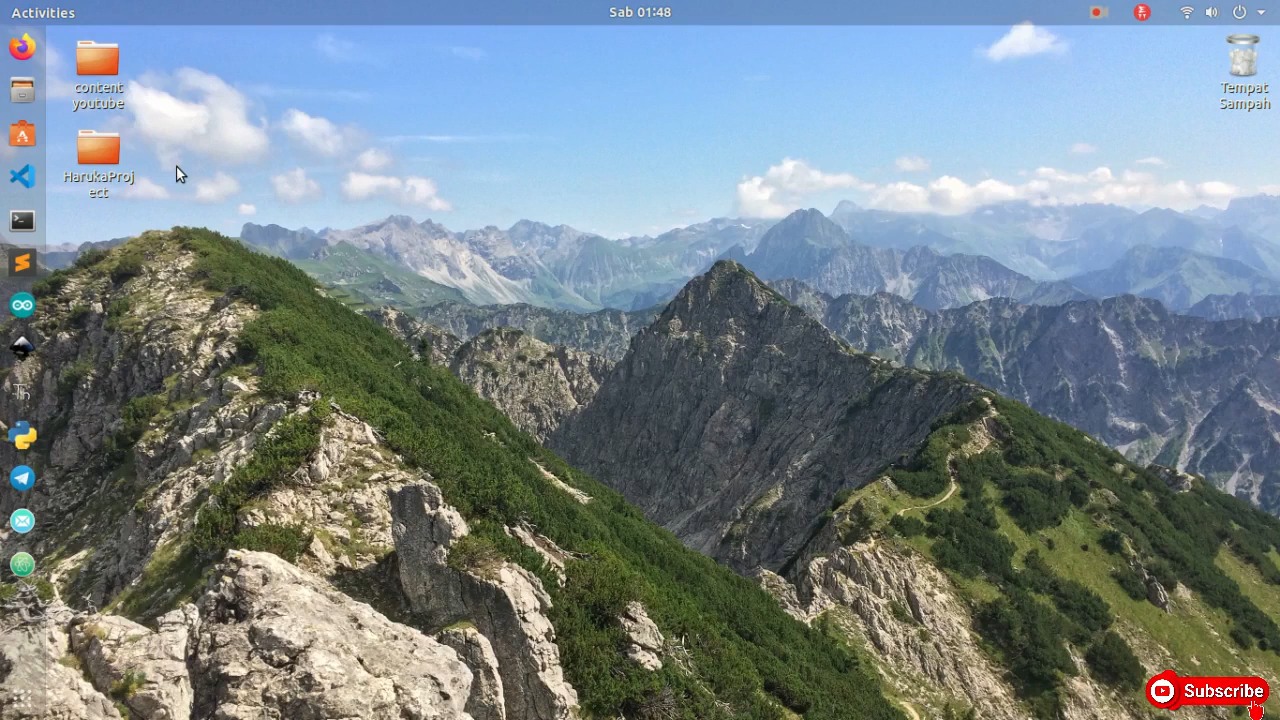 Activities
Sab 01:48
content
youtube
HarukaProj
ect
Tempat
Sampah
Subscribe